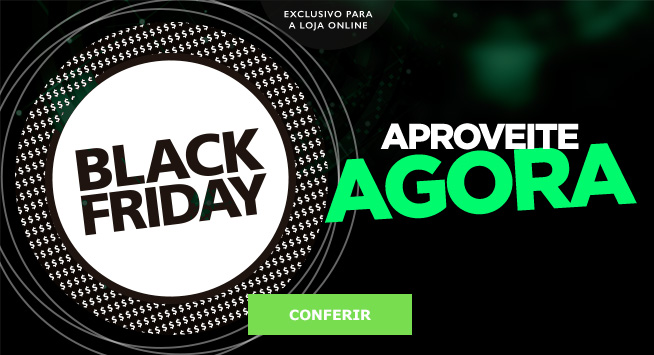 EXCLUSIVO PARA
A LOJA ONLINE
BLACK
FRIDAY
APROVEITE
AGORA
CONFERIR